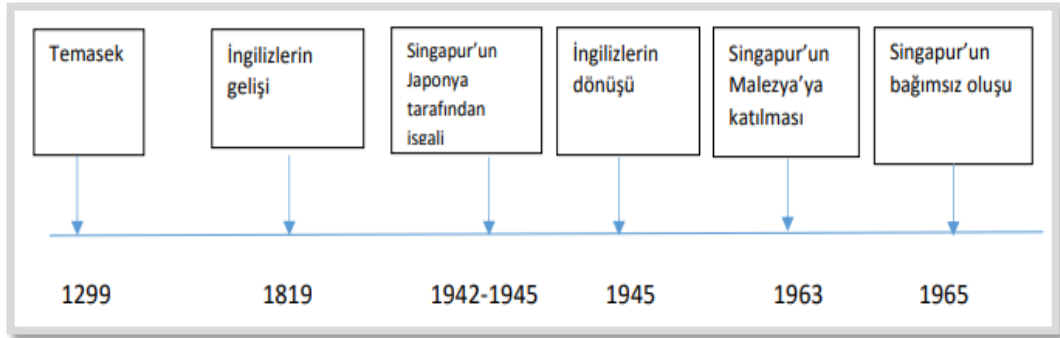 Temasek
İngilizlerin
gelişi
Singapur’un
Japonya
tarafından
işgali
İngilizlerin
dönüşü
Singapur’un
Malezya’ya
katılması
Singapur’un
bağımsız oluşu
1299
1819
1942-1945
1945
1963
1965